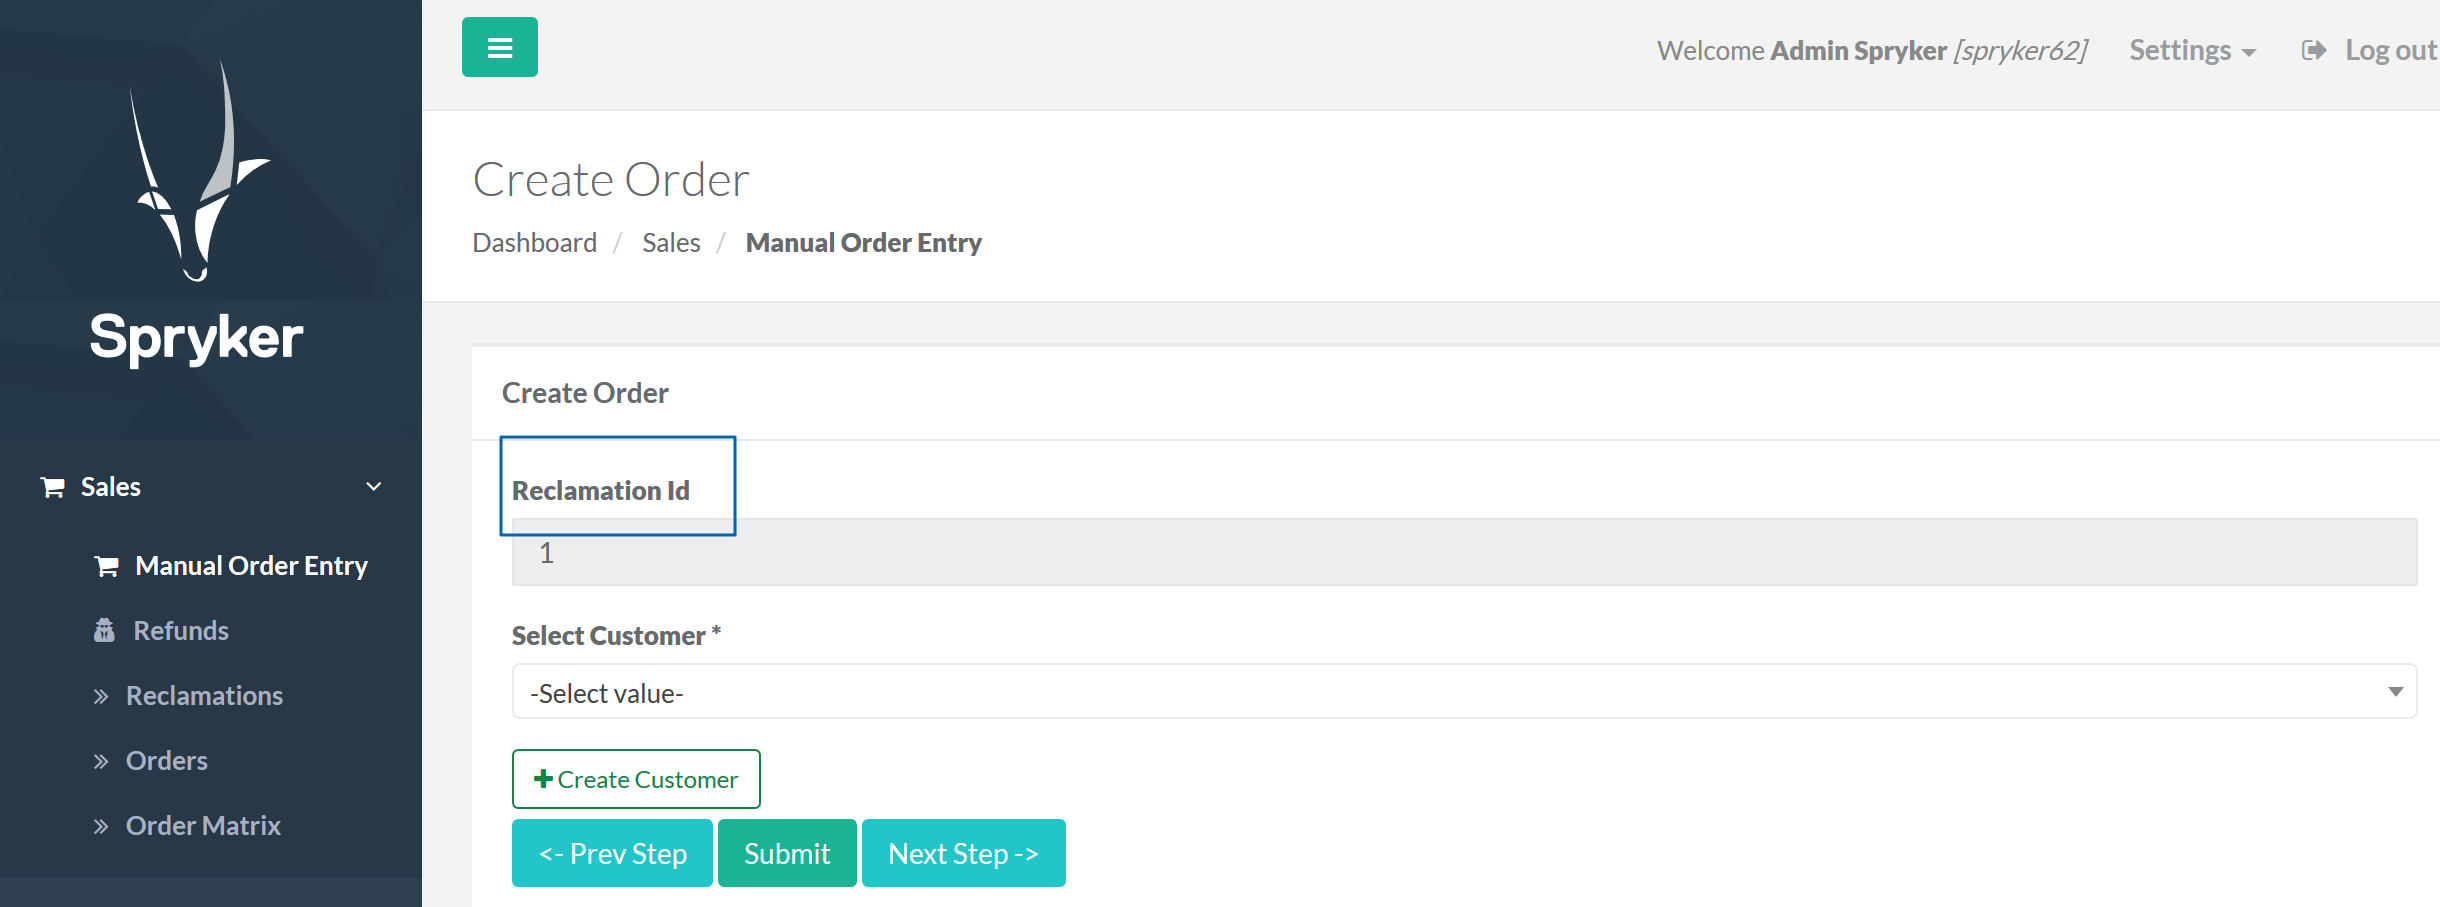 Welcome Admin Spryker [spryker62] Settings Log out
Create Order
Dashboard / Sales / Manual Order Entry
Spryker
Create Order
Sales
Reclamation Id
1
Manual Order Entry
Refunds
Select Customer *
Reclamations
-Select value-
Orders
+ Create Customer
Order Matrix
<- Prev Step
Submit
Next Step ->